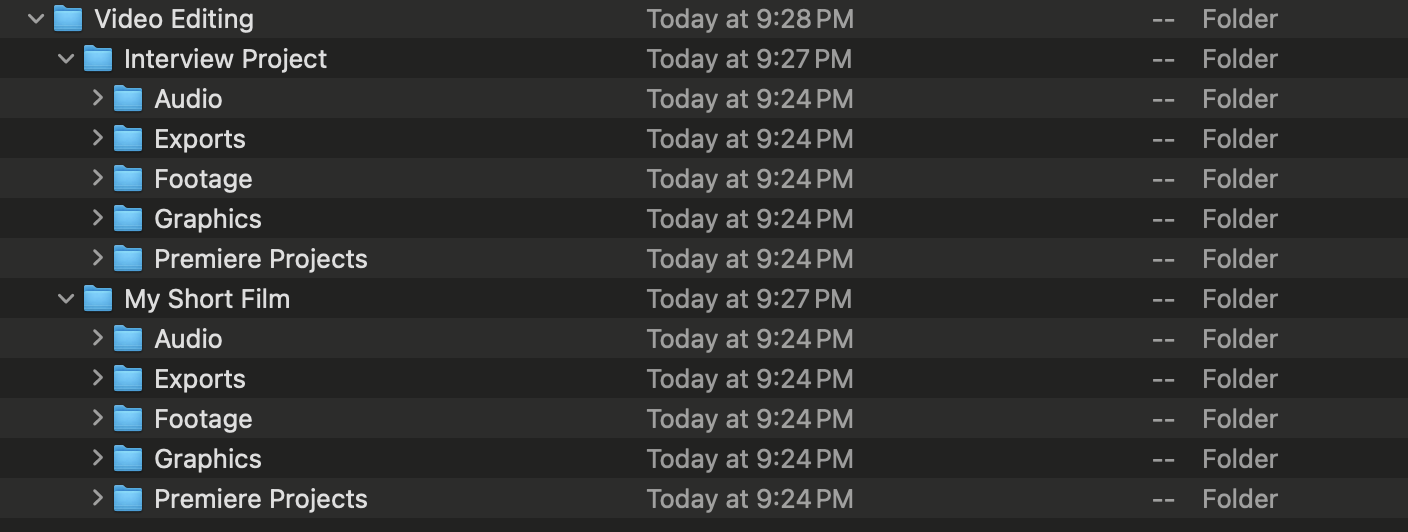 Video Editing Today at 9:28 PM -- Folder
Interview Project Today at 9:27 PM -- Folder
Audio Today at 9:24 PM -- Folder
Exports Today at 9:24 PM -- Folder
Footage Today at 9:24 PM -- Folder
Graphics Today at 9:24 PM -- Folder
Premiere Projects Today at 9:24 PM -- Folder
My Short Film Today at 9:27 PM -- Folder
Audio Today at 9:24 PM -- Folder
Exports Today at 9:24 PM -- Folder
Footage Today at 9:24 PM -- Folder
Graphics Today at 9:24 PM -- Folder
Premiere Projects Today at 9:24 PM -- Folder